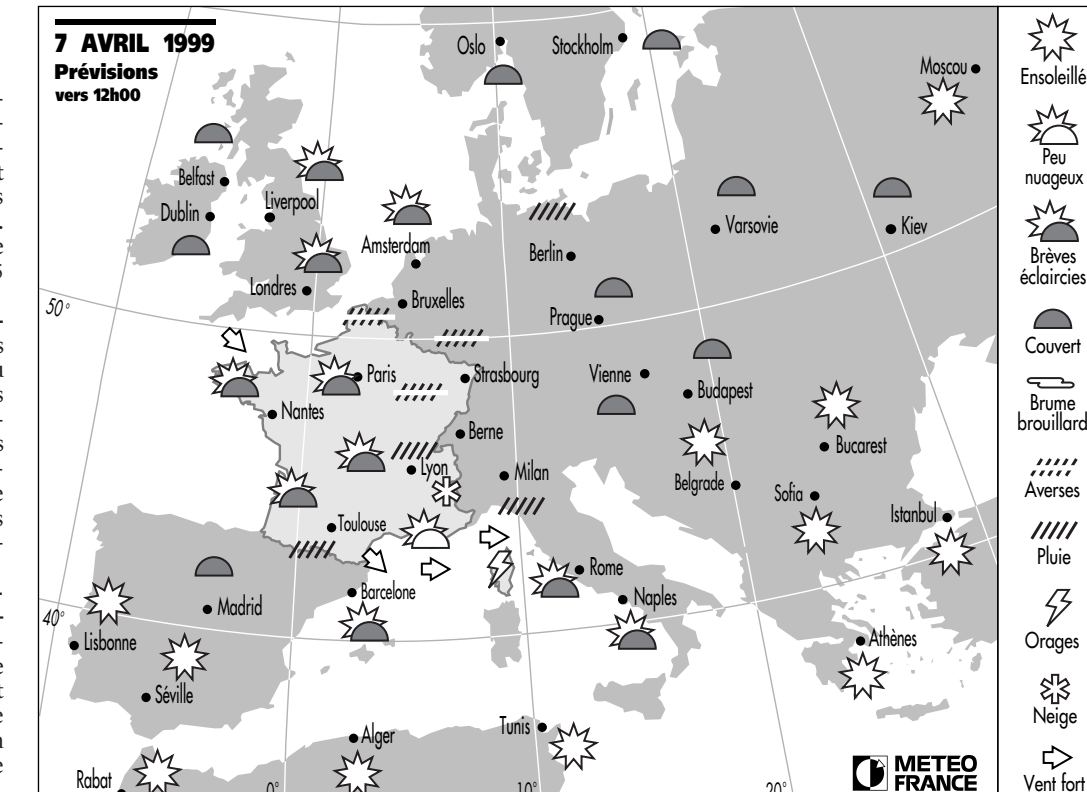 7 AVRIL 1999
Prévisions
vers 12h00
Oslo
Stockholm
Moscou
Belfast
Dublin
Liverpool
Amsterdam
Londres
Bruxelles
Berlin
Varsovie
Kiev
Prague
50°
Paris
Strasbourg
Nantes
Vienne
Budapest
Berne
Bucarest
Lyon
Milan
Belgrade
Sofia
Istanbul
Toulouse
Barcelone
Rome
Naples
Madrid
40°
Lisbonne
Séville
Athènes
Alger
Tunis
Rabat
0°
10°
20°
METEO
FRANCE
Ensoleillé
Peu
nuageux
Brèves
éclaircies
Couvert
Brume
brouillard
Averses
Pluie
Orages
Neige
Vent fort